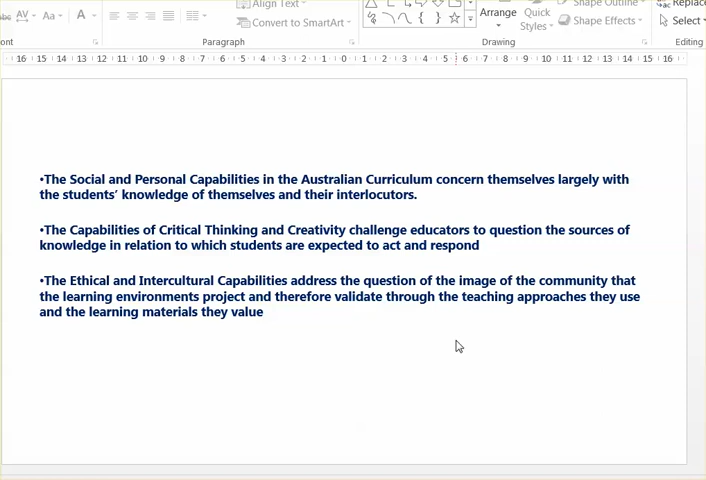 abc AV Aa A Align Text
Convert to SmartArt
Arrange Quick Styles
Shape Outline
Shape Effects
Replace
Select
ont Paragraph Drawing Editing
16 15 14 13 12 11 10 9 8 7 6 5 4 3 2 1 0 1 2 3 4 5 6 7 8 9 10 11 12 13 14 15 16
•The Social and Personal Capabilities in the Australian Curriculum concern themselves largely with
the students’ knowledge of themselves and their interlocutors.
•The Capabilities of Critical Thinking and Creativity challenge educators to question the sources of
knowledge in relation to which students are expected to act and respond
•The Ethical and Intercultural Capabilities address the question of the image of the community that
the learning environments project and therefore validate through the teaching approaches they use
and the learning materials they value